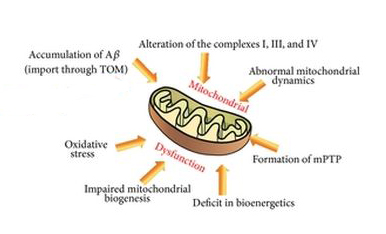 Alteration of the complexes I, III, and IV
Accumulation of Aβ
(import through TOM)
Abnormal mitochondrial
dynamics
Mitochondrial
Dysfunction
Oxidative
stress
Formation of mPTP
Impaired mitochondrial
biogenesis
Deficit in bioenergetics